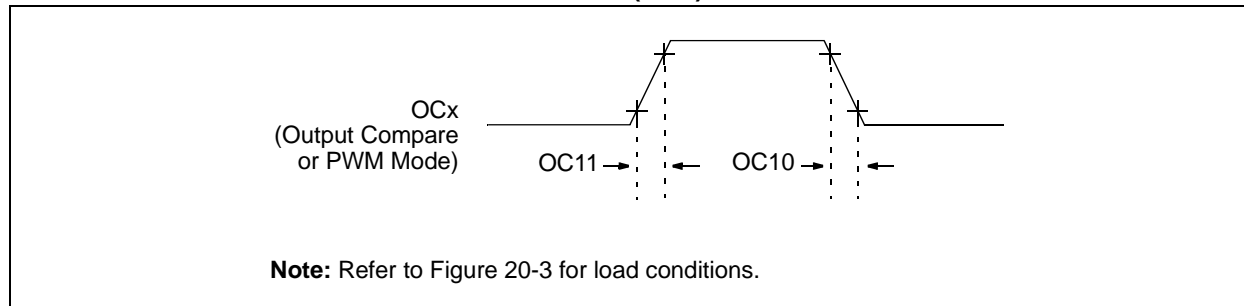 OCx
(Output Compare
or PWM Mode)
OC11
OC10
Note: Refer to Figure 20-3 for load conditions.